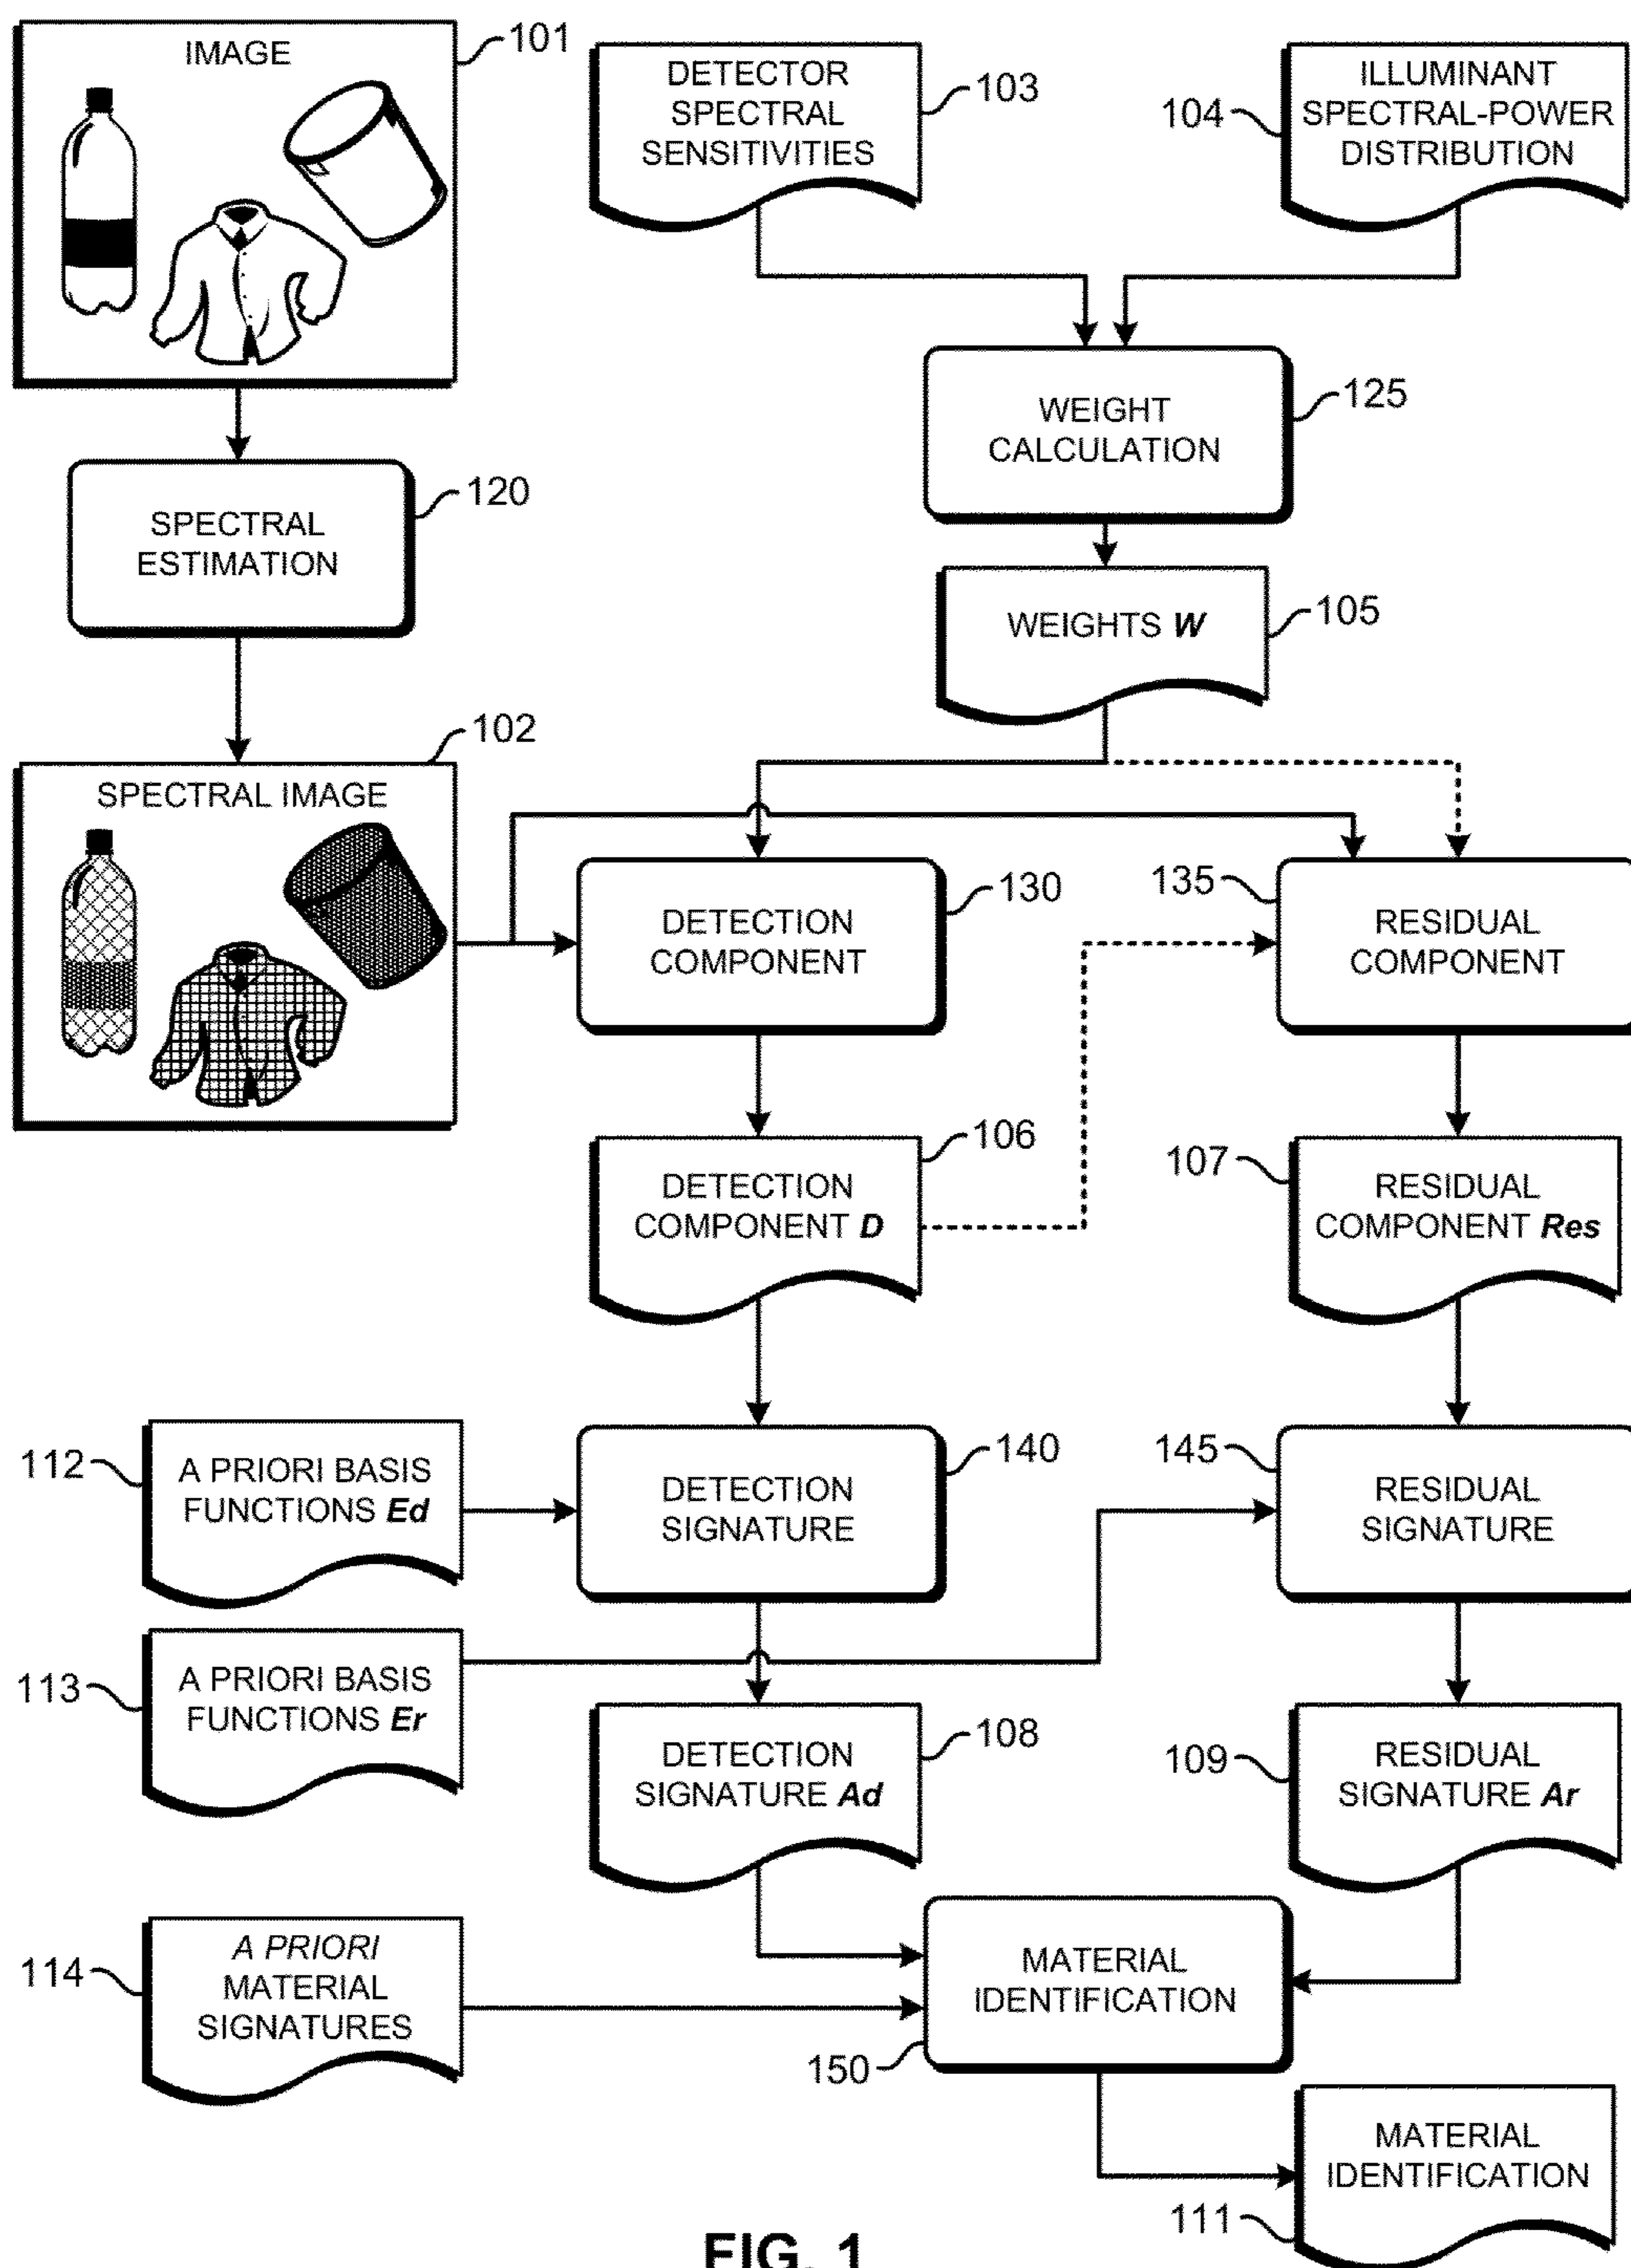 IMAGE
101
DETECTOR
SPECTRAL
SENSITIVITIES
103
104
ILLUMINANT
SPECTRAL-POWER
DISTRIBUTION
WEIGHT
CALCULATION
125
SPECTRAL
ESTIMATION
120
WEIGHTS W
105
102
SPECTRAL IMAGE
DETECTION
COMPONENT
130
135
RESIDUAL
COMPONENT
DETECTION
COMPONENT D
106
107
RESIDUAL
COMPONENT Res
112
A PRIORI BASIS
FUNCTIONS Ed
DETECTION
SIGNATURE
140
145
RESIDUAL
SIGNATURE
113
A PRIORI BASIS
FUNCTIONS Er
DETECTION
SIGNATURE Ad
108
109
RESIDUAL
SIGNATURE Ar
114
A PRIORI
MATERIAL
SIGNATURES
MATERIAL
IDENTIFICATION
150
MATERIAL
IDENTIFICATION
111
FIG. 1